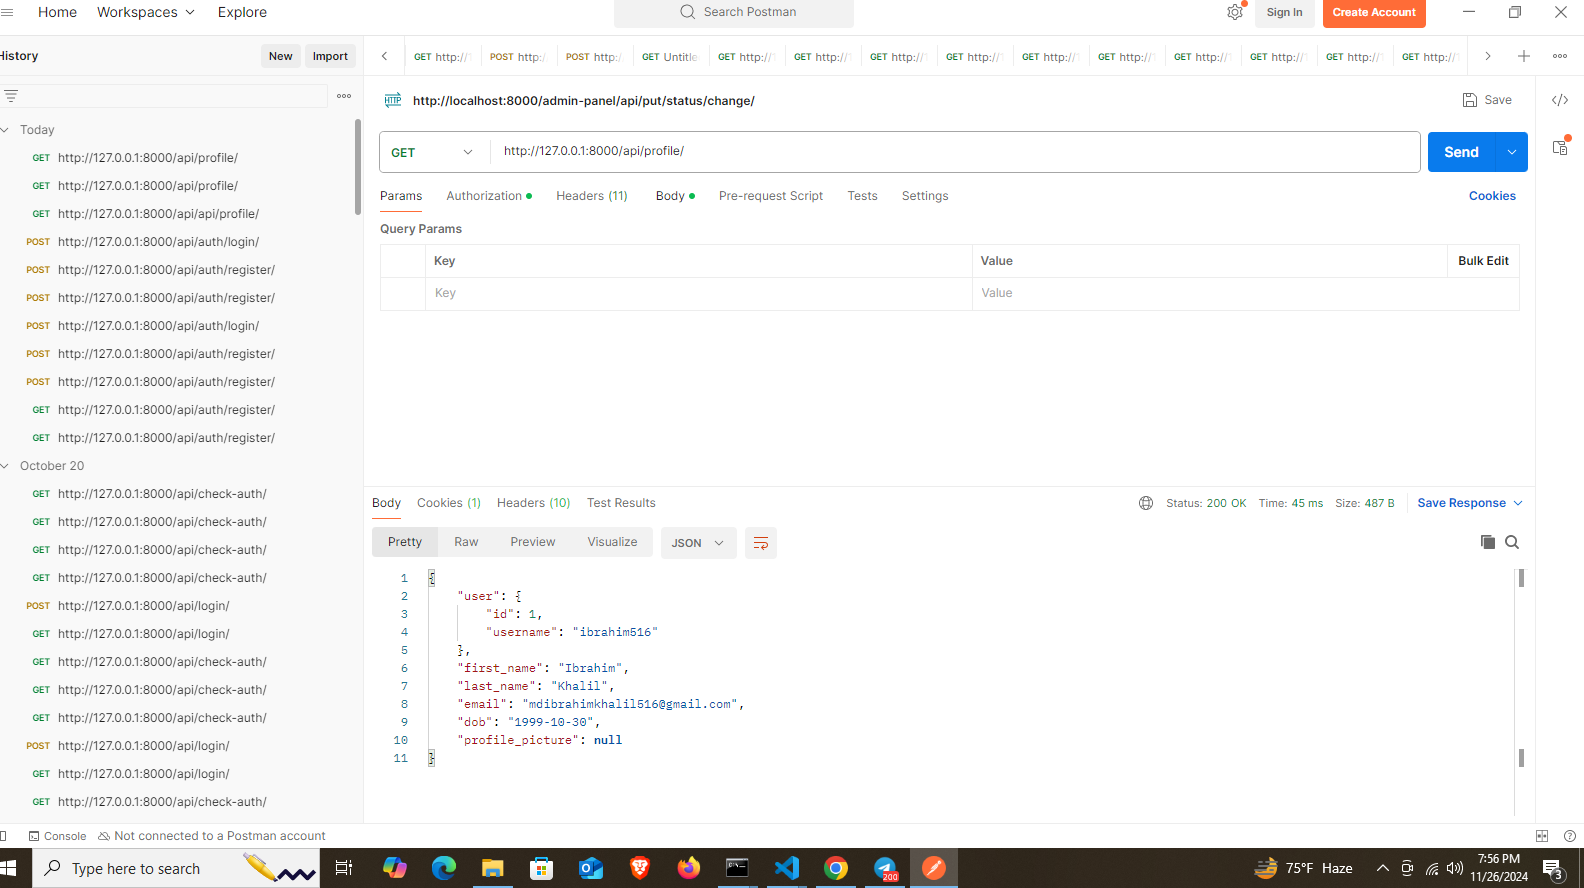 Home Workspaces Explore Search Postman Sign In Create Account
History New Import
GET http://
POST http:/
POST http:/
GET Untitle
GET http://
GET http://
GET http://
GET http://
GET http://
GET http://
GET http://
GET http://
GET http://
GET http://
HTTP http://localhost:8000/admin-panel/api/put/status/change/ Save
Today
GET http://127.0.0.1:8000/api/profile/
GET http://127.0.0.1:8000/api/profile/
GET http://127.0.0.1:8000/api/api/profile/
POST http://127.0.0.1:8000/api/auth/login/
POST http://127.0.0.1:8000/api/auth/register/
POST http://127.0.0.1:8000/api/auth/register/
POST http://127.0.0.1:8000/api/auth/login/
POST http://127.0.0.1:8000/api/auth/register/
POST http://127.0.0.1:8000/api/auth/register/
GET http://127.0.0.1:8000/api/auth/register/
GET http://127.0.0.1:8000/api/auth/register/
October 20
GET http://127.0.0.1:8000/api/check-auth/
GET http://127.0.0.1:8000/api/check-auth/
GET http://127.0.0.1:8000/api/check-auth/
GET http://127.0.0.1:8000/api/check-auth/
POST http://127.0.0.1:8000/api/login/
GET http://127.0.0.1:8000/api/login/
GET http://127.0.0.1:8000/api/check-auth/
GET http://127.0.0.1:8000/api/check-auth/
GET http://127.0.0.1:8000/api/check-auth/
POST http://127.0.0.1:8000/api/login/
GET http://127.0.0.1:8000/api/login/
GET http://127.0.0.1:8000/api/check-auth/
GET http://127.0.0.1:8000/api/profile/ Send
Params Authorization Headers (11) Body Pre-request Script Tests Settings Cookies
Query Params
Key Value Bulk Edit
Key Value
Body Cookies (1) Headers (10) Test Results Status: 200 OK Time: 45 ms Size: 487 B Save Response
Pretty Raw Preview Visualize JSON
1 {
2 "user": {
3 "id": 1,
4 "username": "ibrahim516"
5 },
6 "first_name": "Ibrahim",
7 "last_name": "Khalil",
8 "email": "mdibrahimkhalil516@gmail.com",
9 "dob": "1999-10-30",
10 "profile_picture": null
11 }
Console Not connected to a Postman account
Type here to search 200 75°F Haze 7:56 PM
11/26/2024 3